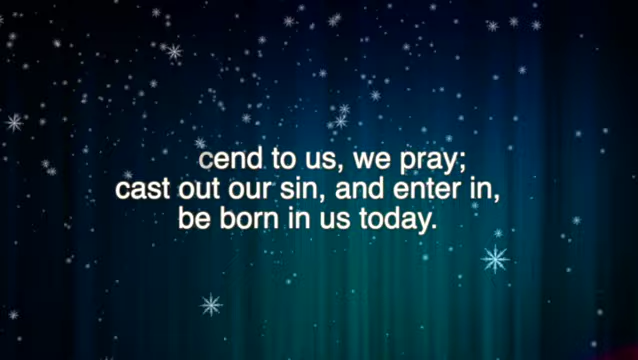 cend to us, we pray;
cast out our sin, and enter in,
be born in us today.